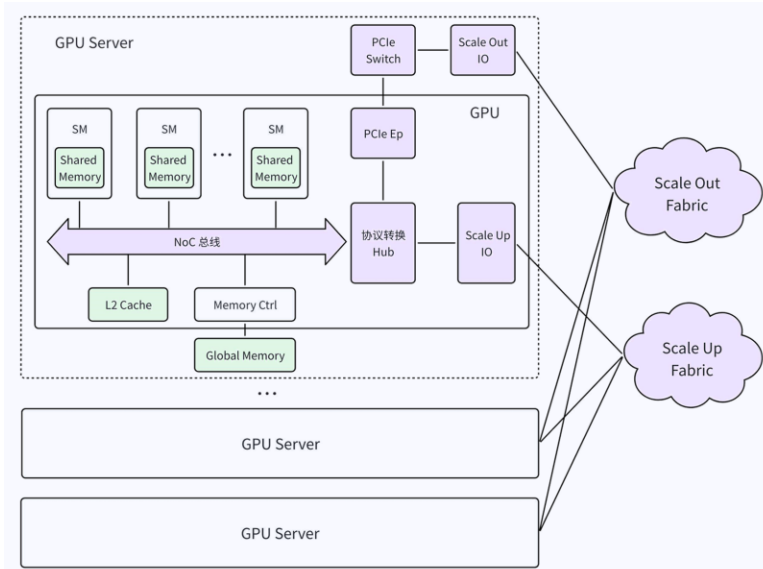 GPU Server
PCIe
Switch
Scale Out
IO
GPU
SM
SM
SM
Shared
Memory
Shared
Memory
...
Shared
Memory
PCIe Ep
Scale Out
Fabric
NoC 总线
协议转换
Hub
Scale Up
IO
L2 Cache
Memory Ctrl
Global Memory
Scale Up
Fabric
...
GPU Server
GPU Server